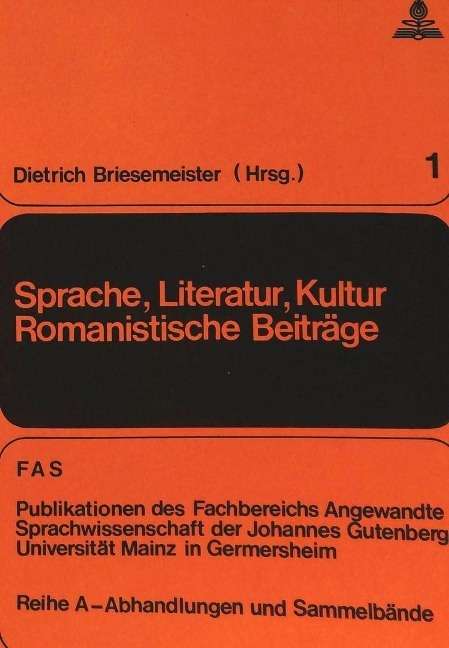 Dietrich Briesemeister (Hrsg.)
1
Sprache, Literatur, Kultur
Romanistische Beiträge
FAS
Publikationen des Fachbereichs Angewandte
Sprachwissenschaft der Johannes Gutenberg
Universität Mainz in Germersheim
Reihe A-Abhandlungen und Sammelbände